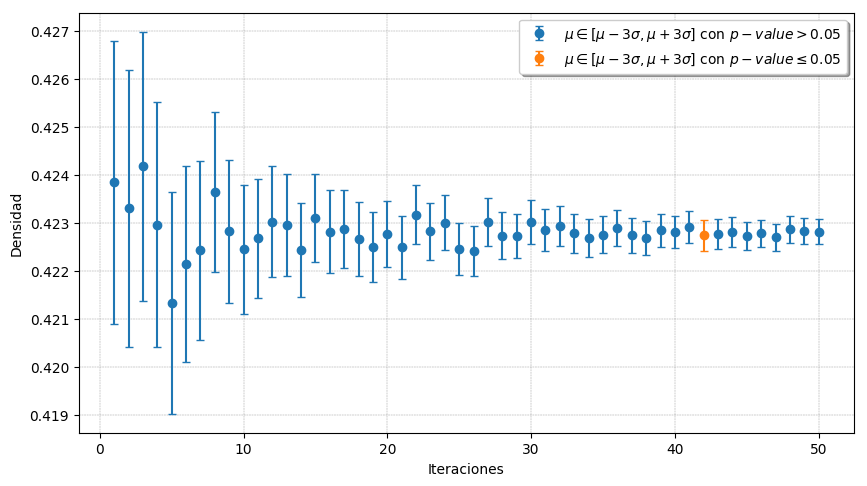 μ ∈ [μ − 3σ, μ + 3σ] con p − value > 0.05
μ ∈ [μ − 3σ, μ + 3σ] con p − value ≤ 0.05
0.427
0.426
0.425
0.424
0.423
0.422
0.421
0.420
0.419
Densidad
0 10 20 30 40 50
Iteraciones